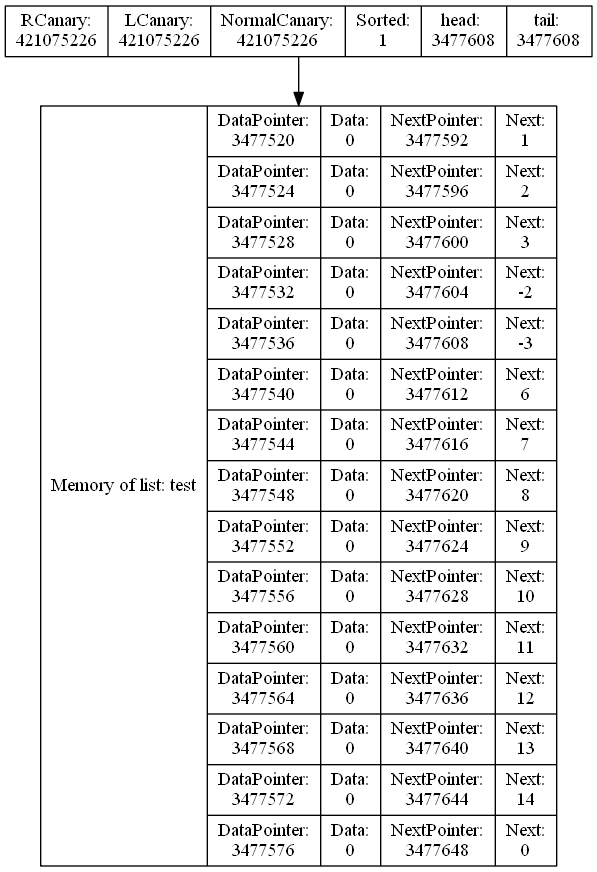 RCanary: LCanary: NormalCanary: Sorted: head: tail:
421075226 421075226 421075226 1 3477608 3477608
DataPointer: Data: NextPointer: Next:
3477520 0 3477592 1
DataPointer: Data: NextPointer: Next:
3477524 0 3477596 2
DataPointer: Data: NextPointer: Next:
3477528 0 3477600 3
DataPointer: Data: NextPointer: Next:
3477532 0 3477604 -2
DataPointer: Data: NextPointer: Next:
3477536 0 3477608 -3
DataPointer: Data: NextPointer: Next:
3477540 0 3477612 6
DataPointer: Data: NextPointer: Next:
3477544 0 3477616 7
Memory of list: test
DataPointer: Data: NextPointer: Next:
3477548 0 3477620 8
DataPointer: Data: NextPointer: Next:
3477552 0 3477624 9
DataPointer: Data: NextPointer: Next:
3477556 0 3477628 10
DataPointer: Data: NextPointer: Next:
3477560 0 3477632 11
DataPointer: Data: NextPointer: Next:
3477564 0 3477636 12
DataPointer: Data: NextPointer: Next:
3477568 0 3477640 13
DataPointer: Data: NextPointer: Next:
3477572 0 3477644 14
DataPointer: Data: NextPointer: Next:
3477576 0 3477648 0